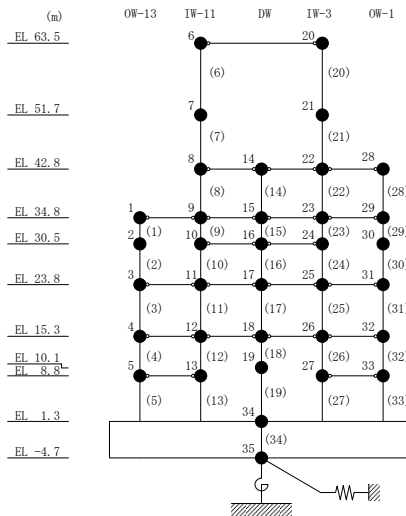 (m) OW-13 IW-11 DW IW-3 OW-1
EL 63.5 6 20
(6) (20)
EL 51.7 7 21
(7) (21)
EL 42.8 8 14 22 28
(8) (14) (22) (28)
EL 34.8 1 9 15 23 29
(1) (9) (15) (23) (29)
EL 30.5 2 10 16 24 30
(2) (10) (16) (24) (30)
EL 23.8 3 11 17 25 31
(3) (11) (17) (25) (31)
EL 15.3 4 12 18 26 32
(4) (12) (18) (26) (32)
EL 10.1 19
EL 8.8 5 13 27 33
(5) (13) (19) (27) (33)
EL 1.3 34
(34)
EL -4.7 35